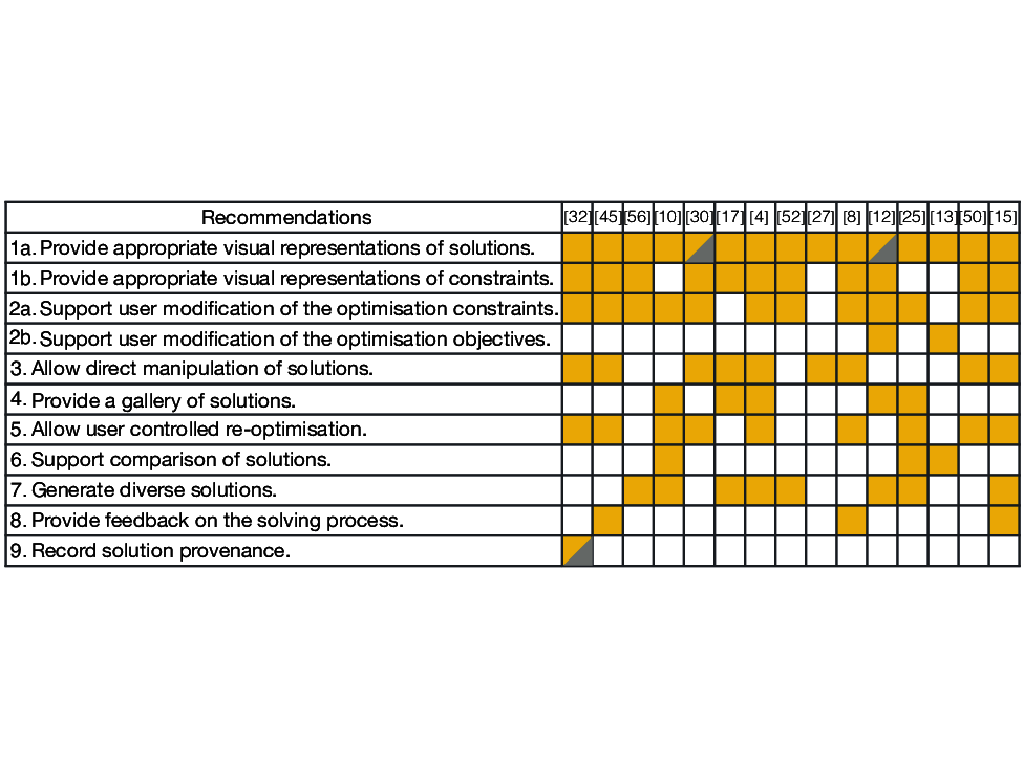 Recommendations [32] [45] [56] [10] [30] [17] [4] [52] [27] [8] [12] [25] [13] [50] [15]
1a. Provide appropriate visual representations of solutions.
1b. Provide appropriate visual representations of constraints.
2a. Support user modification of the optimisation constraints.
2b. Support user modification of the optimisation objectives.
3. Allow direct manipulation of solutions.
4. Provide a gallery of solutions.
5. Allow user controlled re-optimisation.
6. Support comparison of solutions.
7. Generate diverse solutions.
8. Provide feedback on the solving process.
9. Record solution provenance.